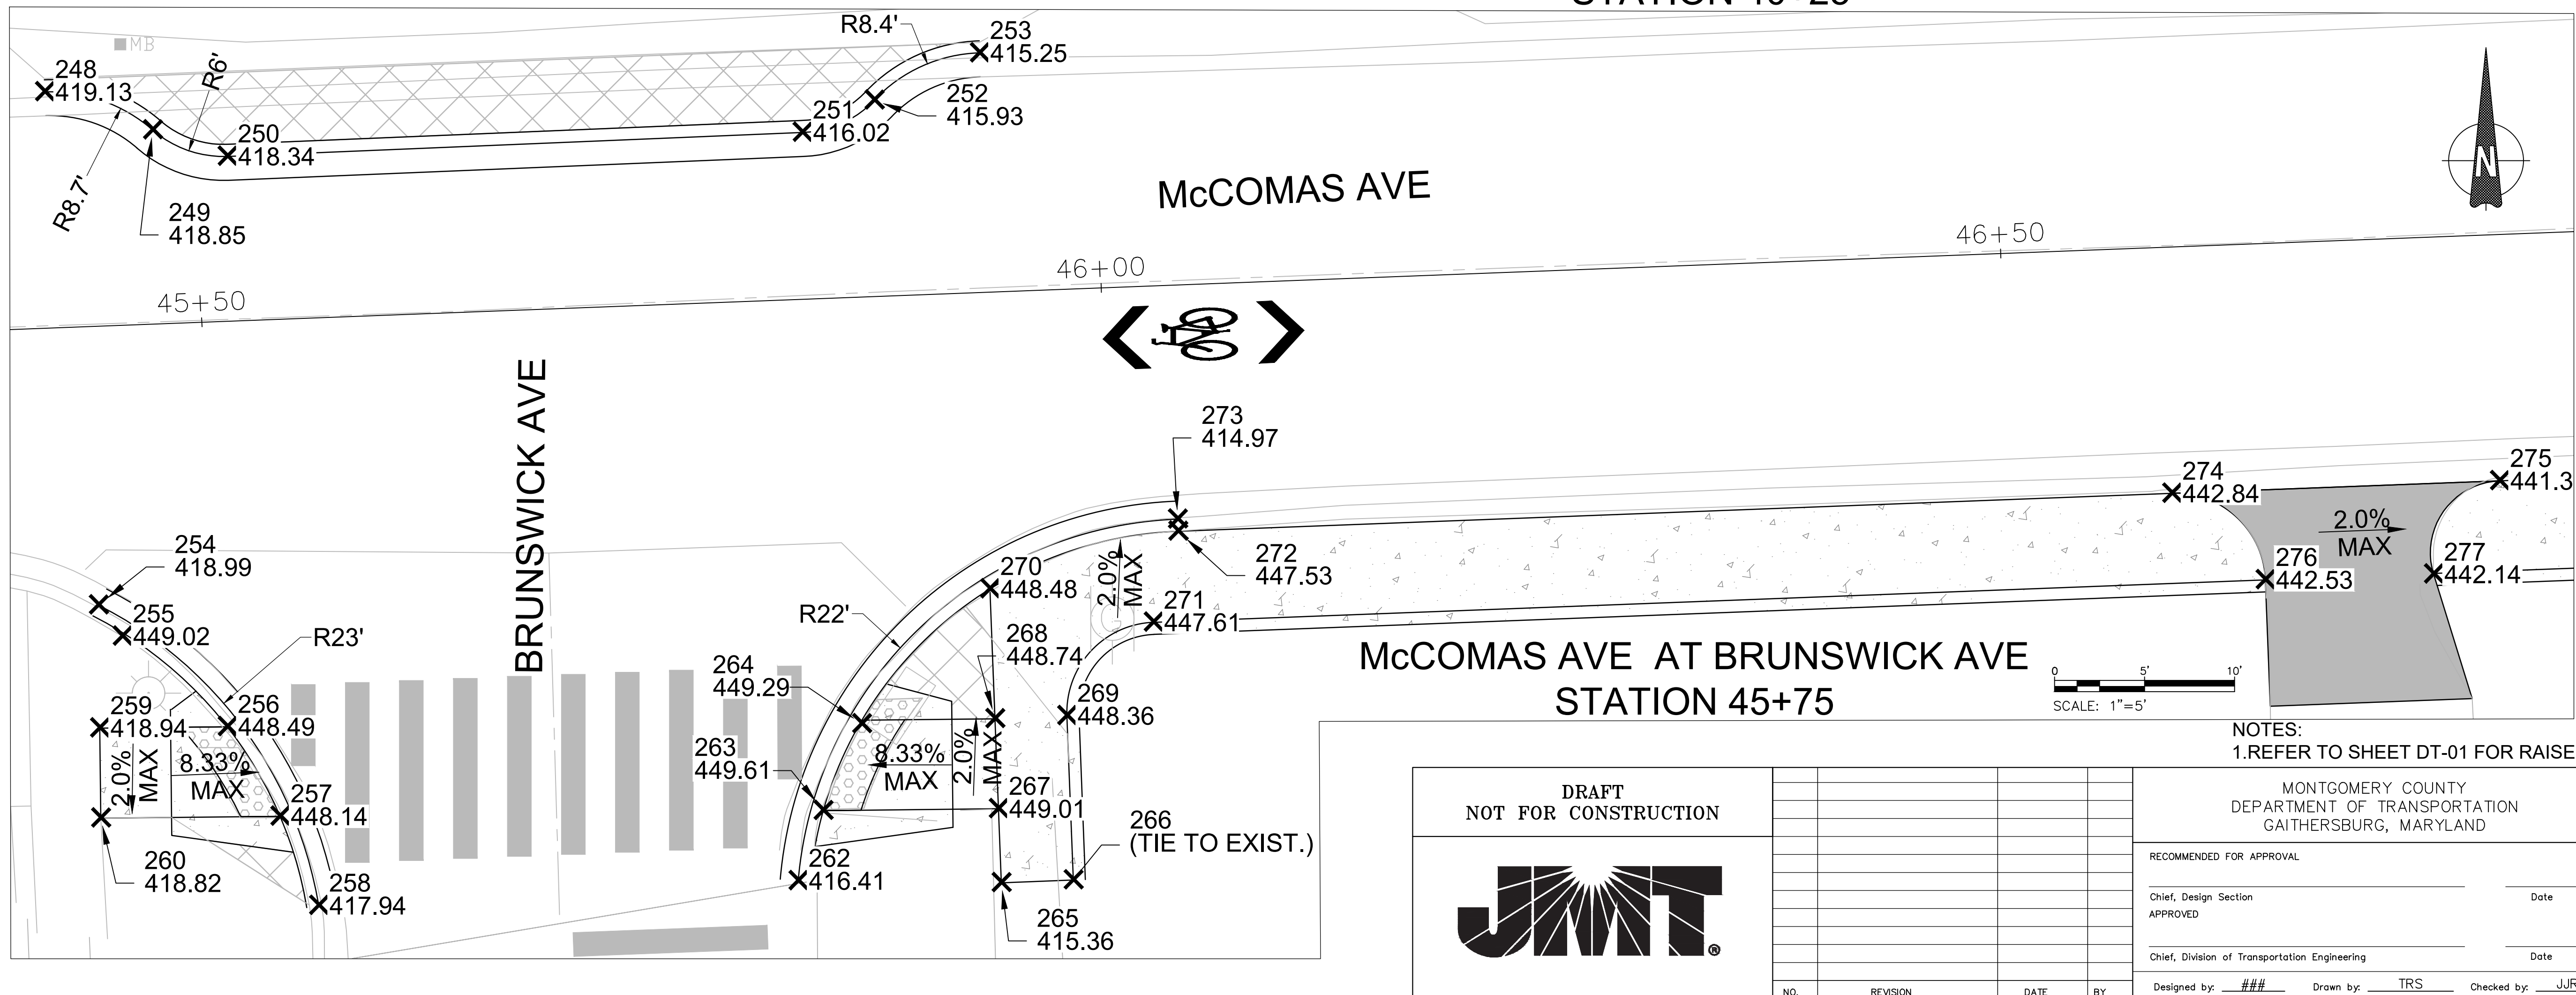 STATION 46+25
MB
R8.4'
253
415.25
248
419.13
R6'
252
415.93
251
416.02
250
418.34
R8.7'
249
418.85
McCOMAS AVE
N
46+50
46+00
45+50
BRUNSWICK AVE
273
414.97
274
442.84
275
441.3
2.0%
MAX
276
442.53
277
442.14
272
447.53
254
418.99
255
449.02
R23'
270
448.48
2.0%
MAX
G
271
447.61
R22'
268
448.74
264
449.29
269
448.36
259
418.94
256
448.49
2.0%
MAX
8.33%
MAX
263
449.61
8.33%
MAX
2.0%
MAX
257
448.14
267
449.01
266
(TIE TO EXIST.)
260
418.82
258
417.94
262
416.41
265
415.36
McCOMAS AVE AT BRUNSWICK AVE
STATION 45+75
0 5' 10'
SCALE: 1"=5'
NOTES:
1.REFER TO SHEET DT-01 FOR RAISE
DRAFT
NOT FOR CONSTRUCTION
JMT®
NO. REVISION DATE BY
MONTGOMERY COUNTY
DEPARTMENT OF TRANSPORTATION
GAITHERSBURG, MARYLAND
RECOMMENDED FOR APPROVAL
Chief, Design Section Date
APPROVED
Chief, Division of Transportation Engineering Date
Designed by: ### Drawn by: TRS Checked by: